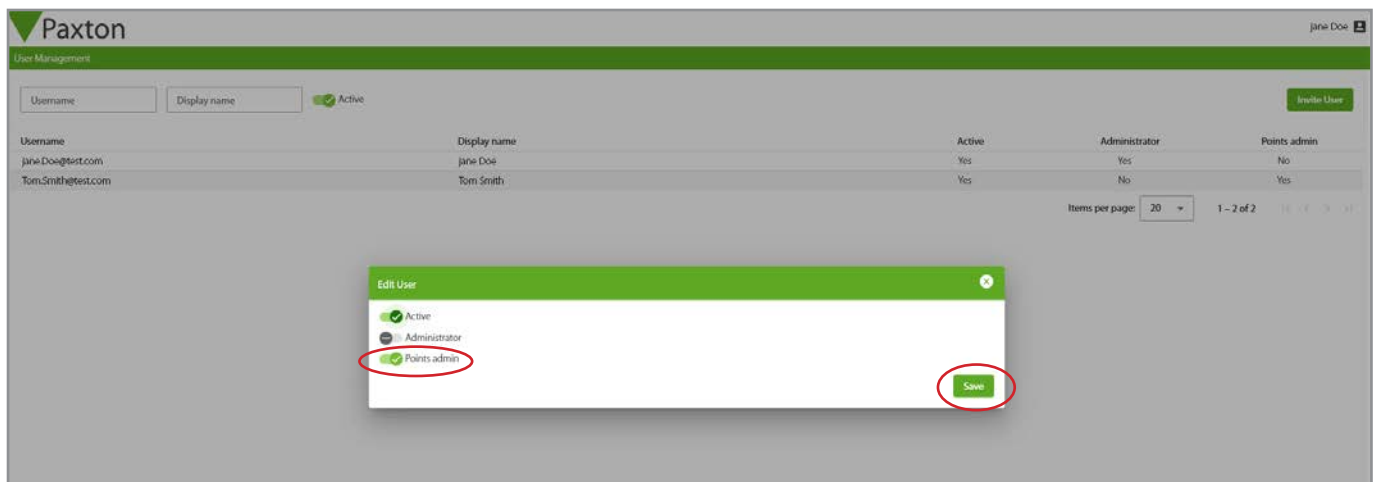 Paxton
Jane Doe
User Management
Username
Display name
Active
Invite User
Username Display name Active Administrator Points admin
Jane.Doe@test.com Jane Doe Yes Yes No
Tom.Smith@test.com Tom Smith Yes No Yes
Items per page: 20 1 – 2 of 2
Edit User
Active
Administrator
Points admin
Save